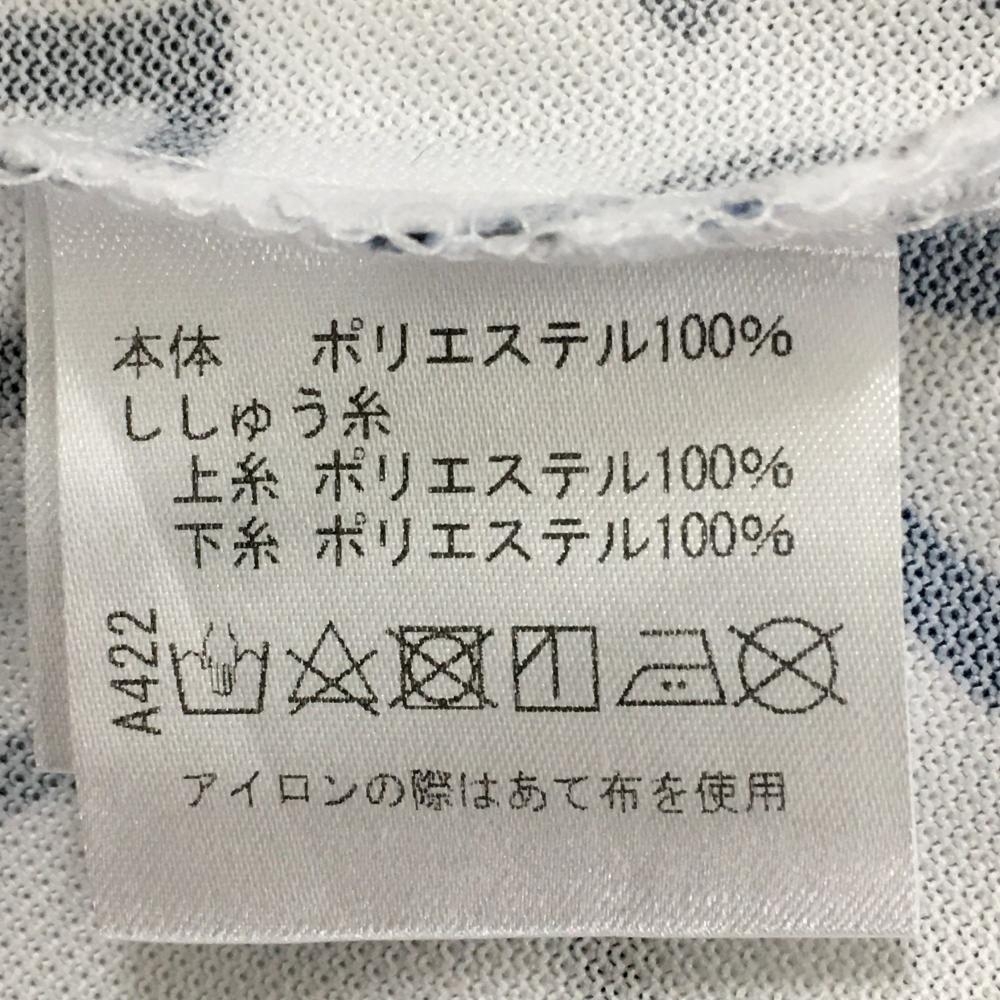 本体 ポリエステル100%
ししゅう糸
上糸 ポリエステル100%
下糸 ポリエステル100%
A422
アイロンの際はあて布を使用